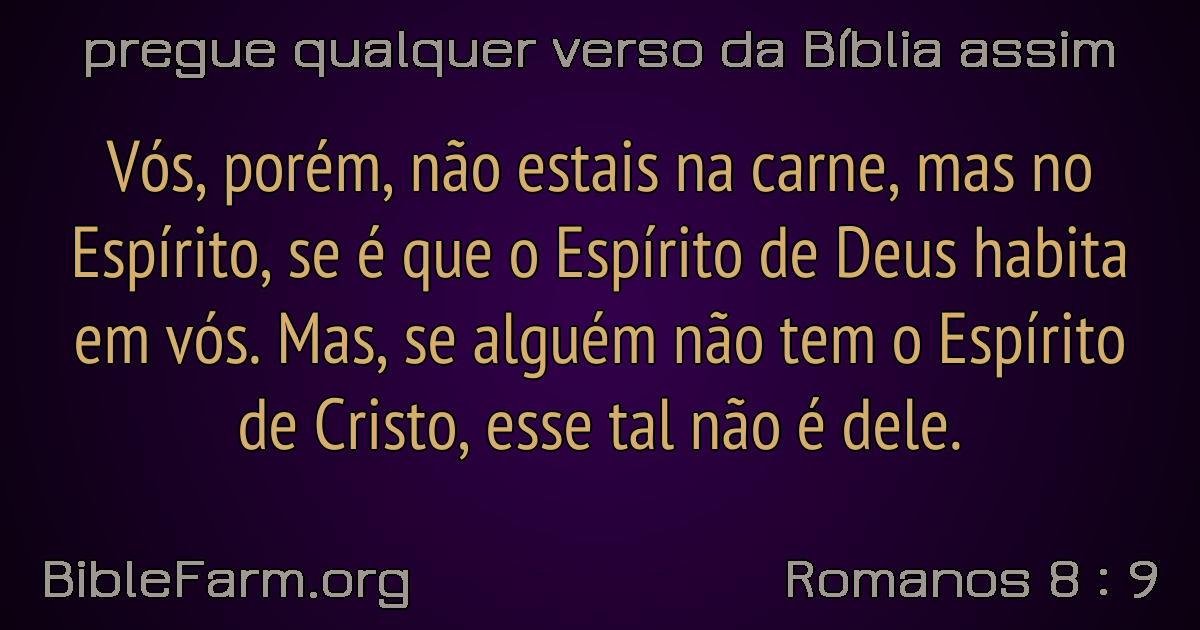 pregue qualquer verso da Bíblia assim
Vós, porém, não estais na carne, mas no
Espírito, se é que o Espírito de Deus habita
em vós. Mas, se alguém não tem o Espírito
de Cristo, esse tal não é dele.
BibleFarm.org
Romanos 8 : 9